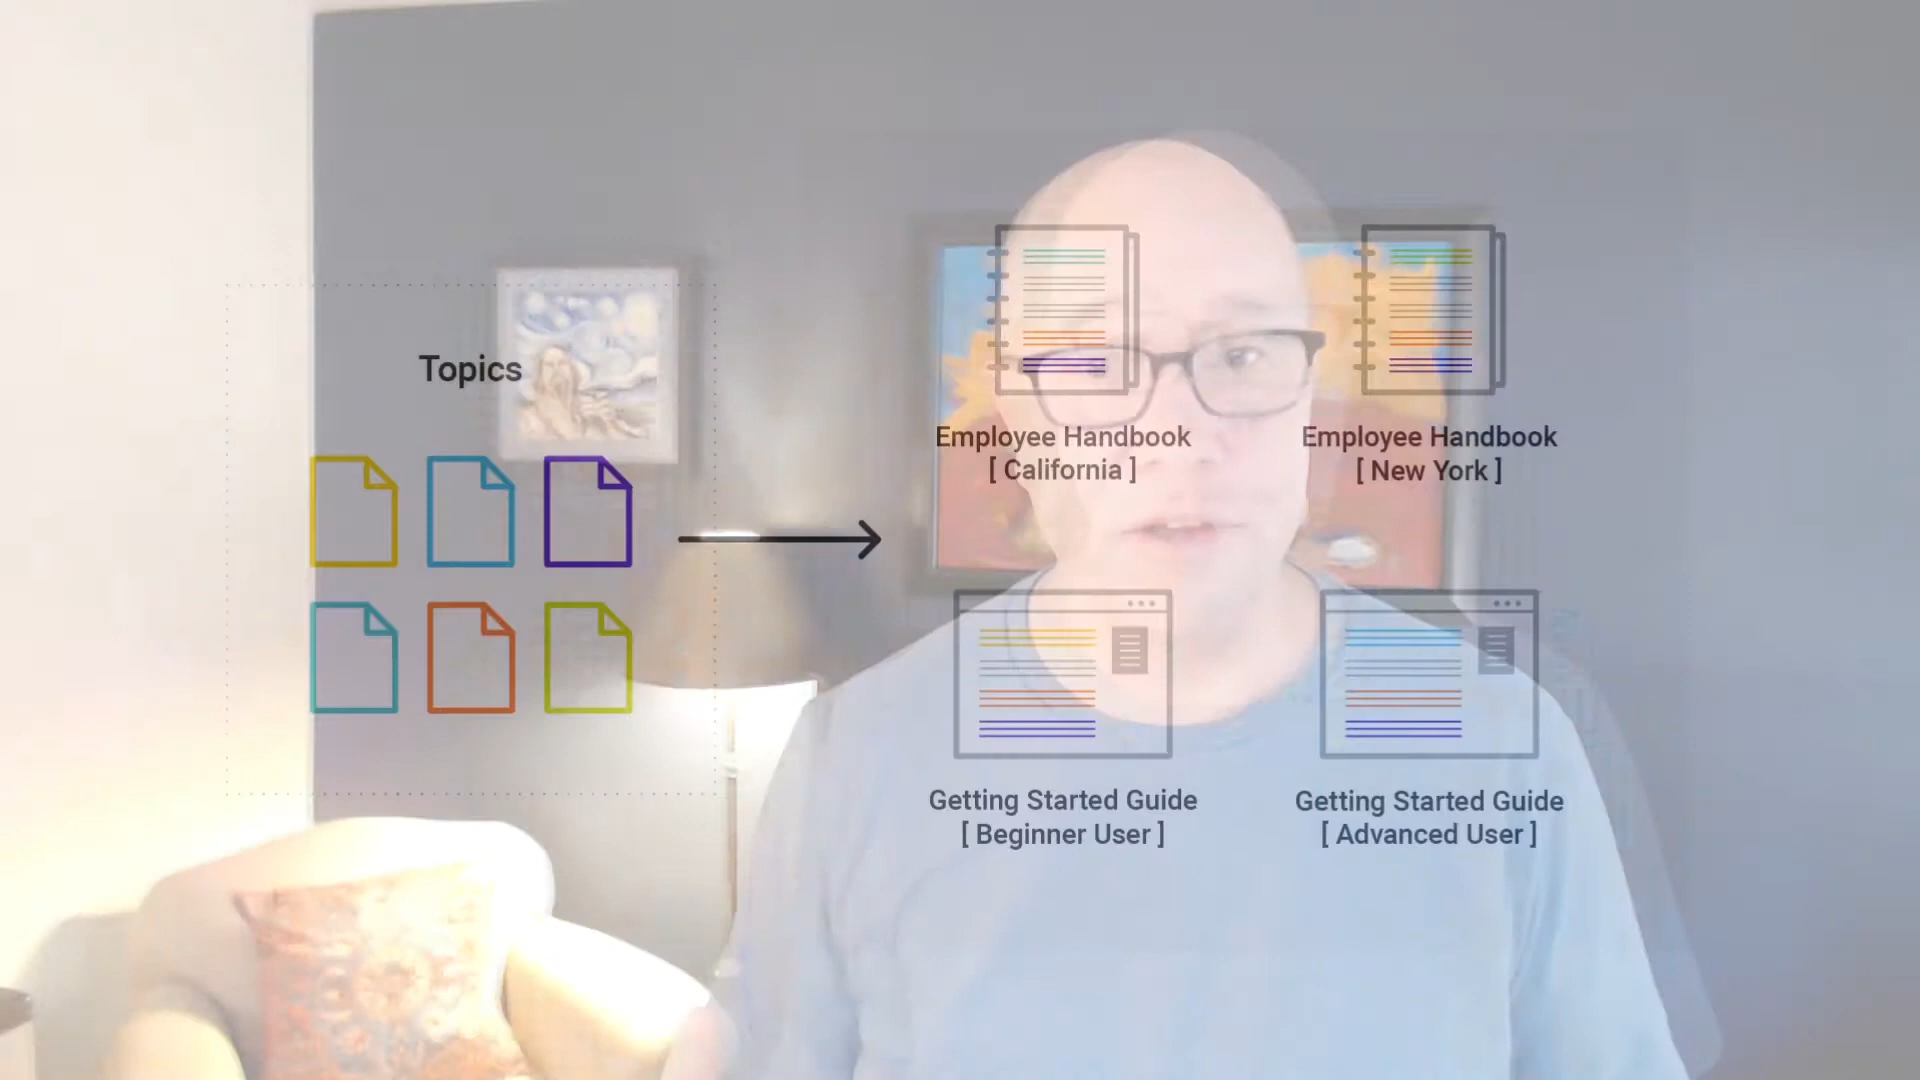 Topics
Employee Handbook
[ California ]
Employee Handbook
[ New York ]
Getting Started Guide
[ Beginner User ]
Getting Started Guide
[ Advanced User ]